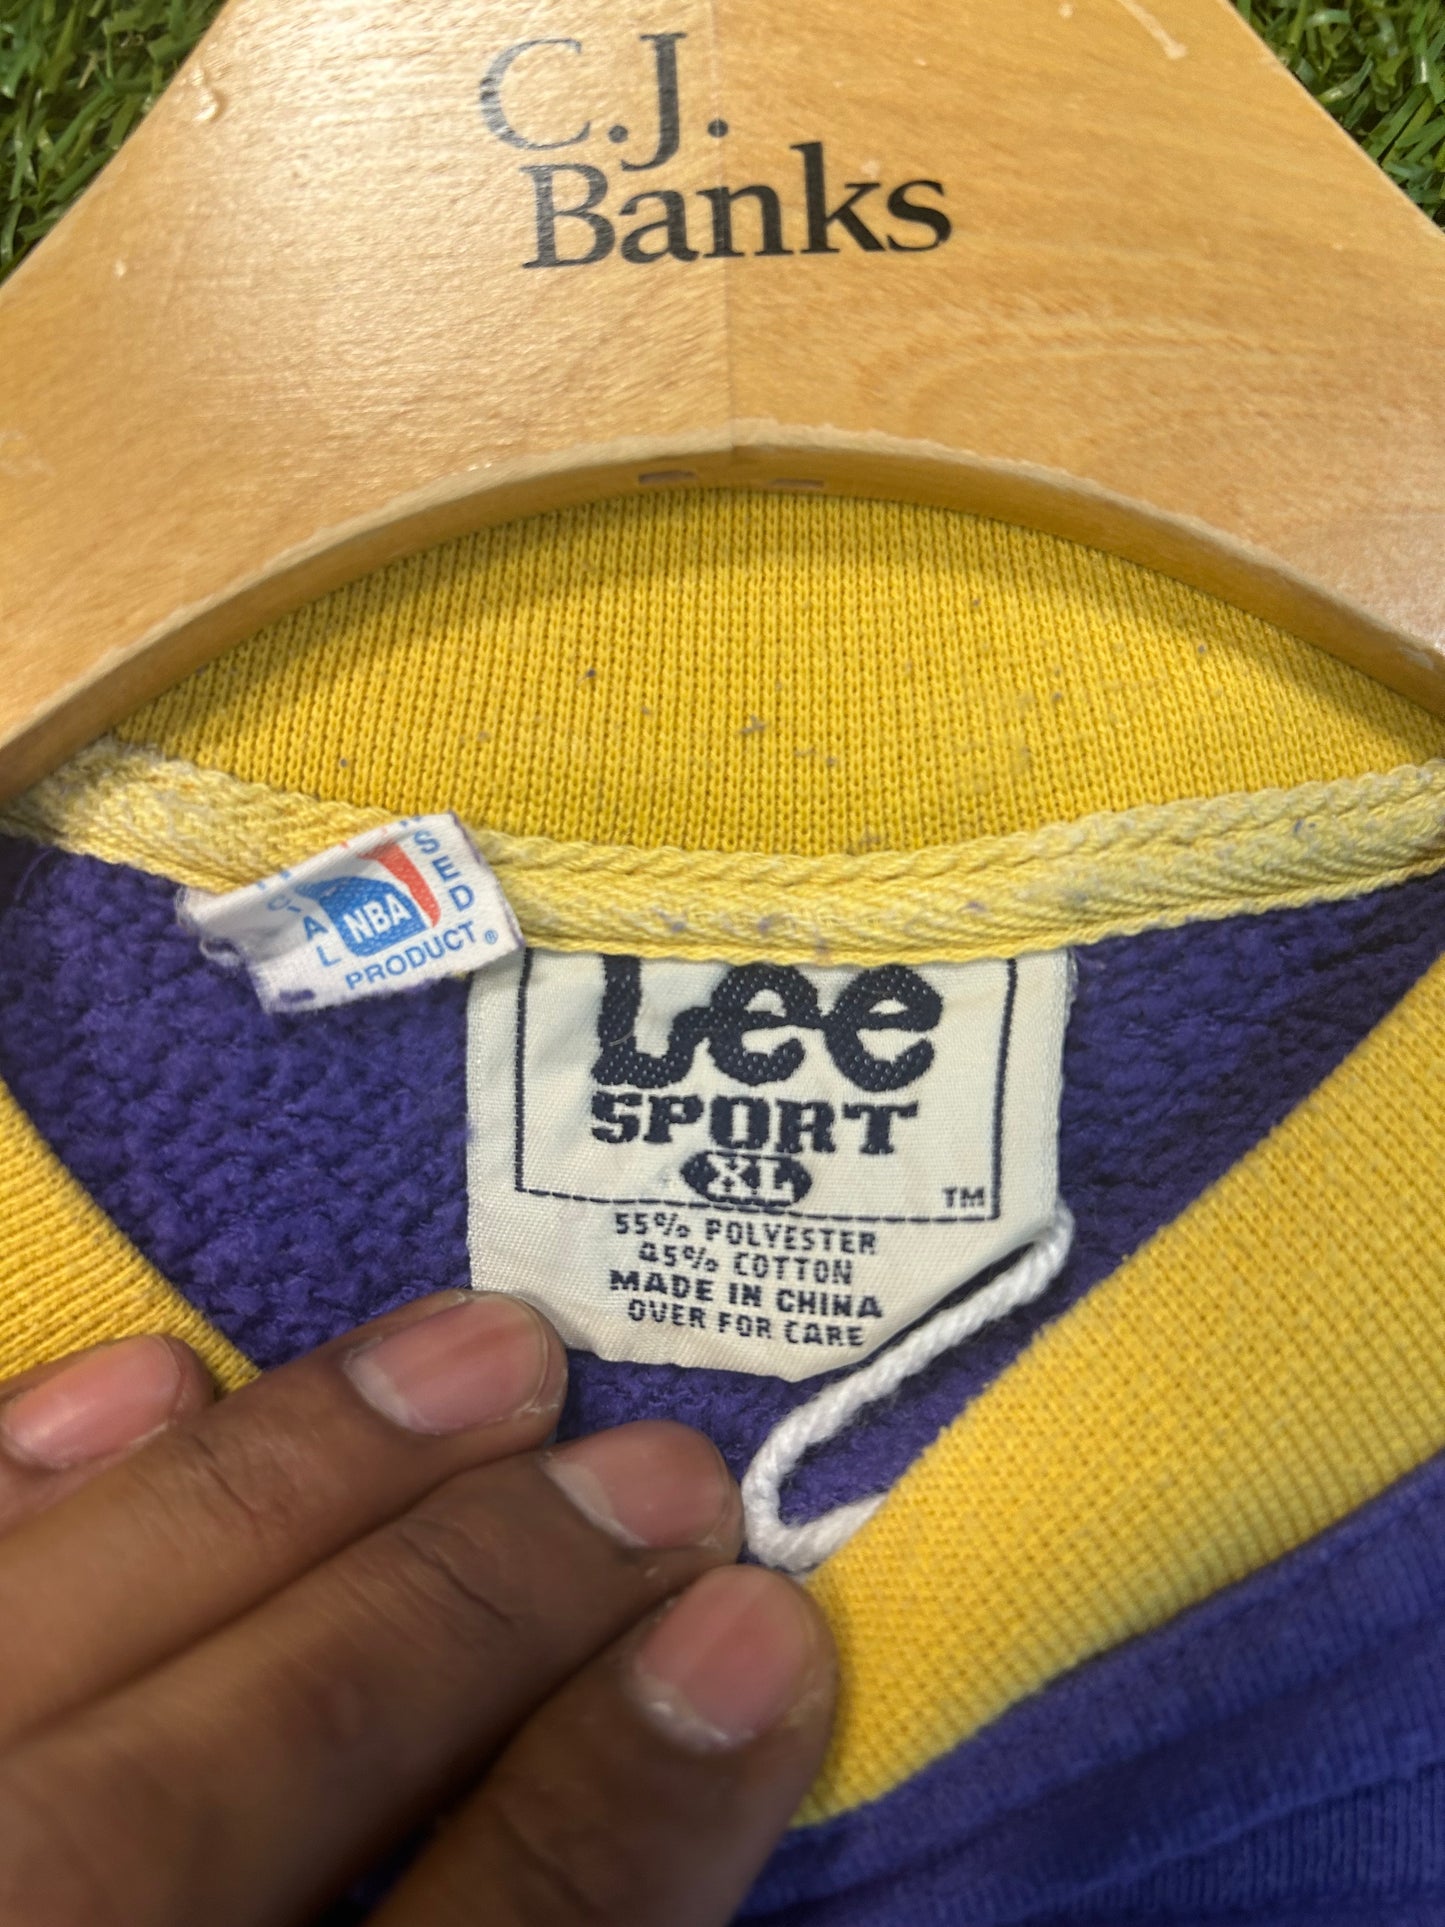 C.J.
Banks
NBA
PRODUCT®
Lee
SPORT
XL
TM
55% POLYESTER
45% COTTON
MADE IN CHINA
OVER FOR CARE